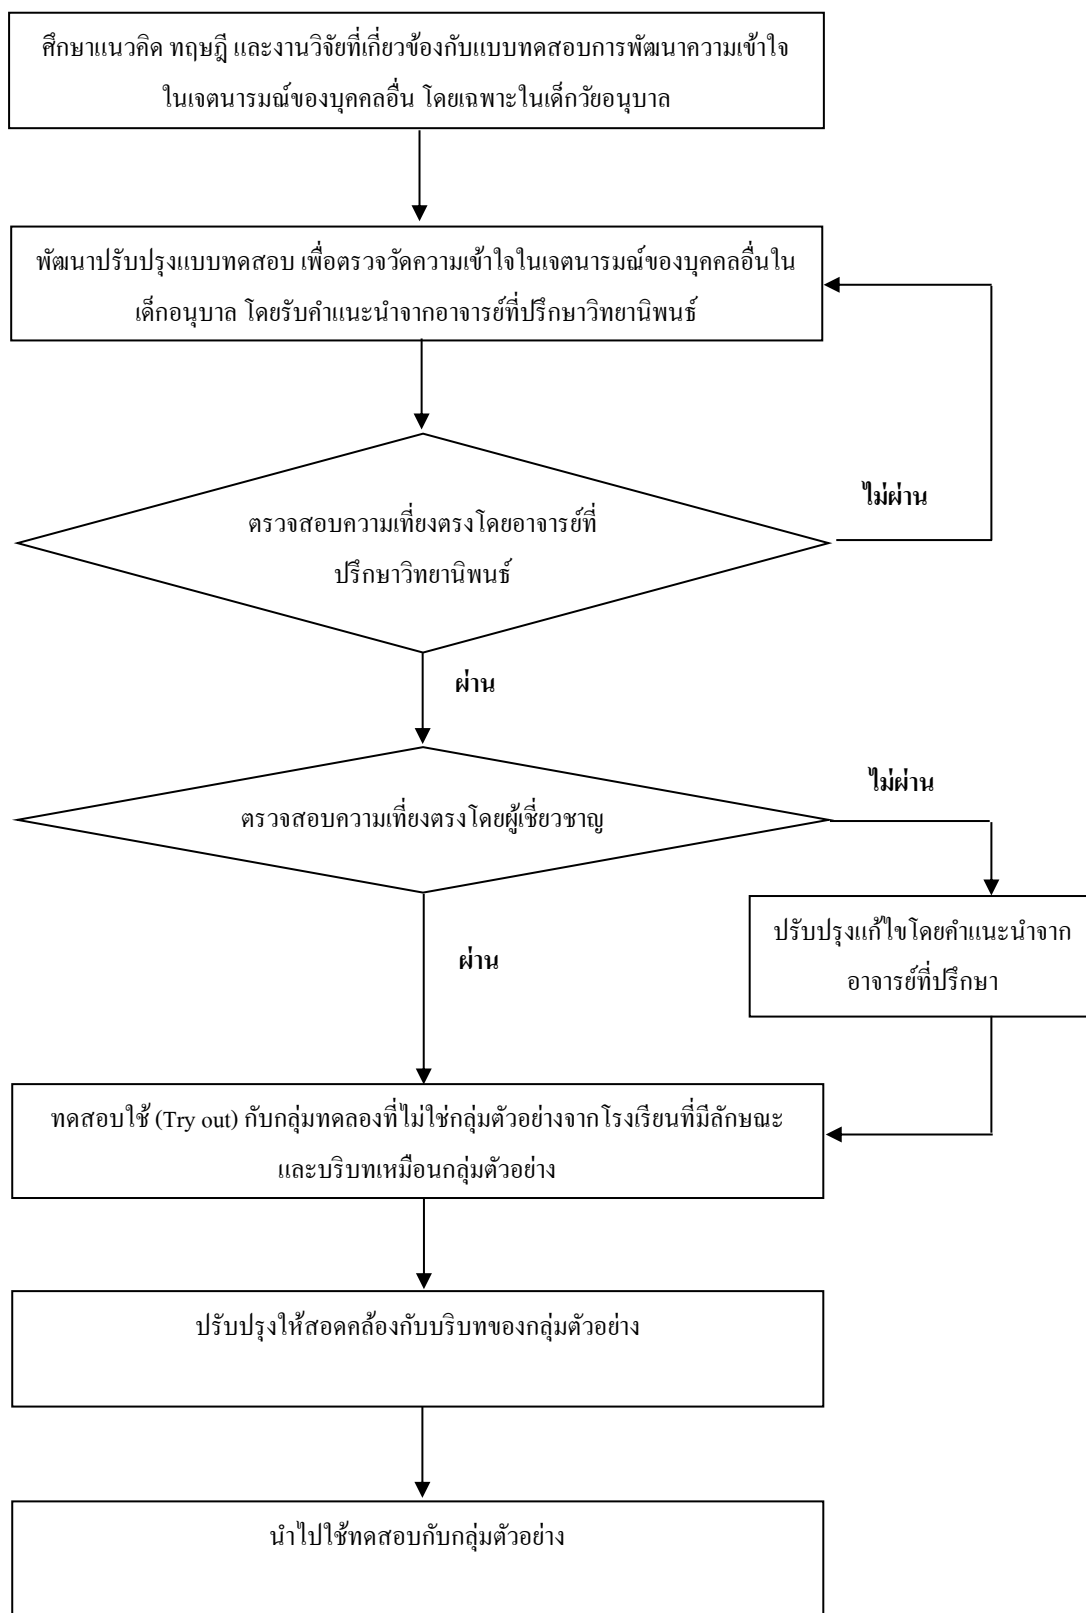 ศึกษาแนวคิด ทฤษฎี และงานวิจัยที่เกี่ยวข้องกับแบบทดสอบการพัฒนาความเข้าใจ
ในเจตนารมณ์ของบุคคลอื่น โดยเฉพาะในเด็กวัยอนุบาล
พัฒนาปรับปรุงแบบทดสอบ เพื่อตรวจวัดความเข้าใจในเจตนารมณ์ของบุคคลอื่นใน
เด็กอนุบาล โดยรับคำแนะนำจากอาจารย์ที่ปรึกษาวิทยานิพนธ์
ไม่ผ่าน
ตรวจสอบความเที่ยงตรงโดยอาจารย์ที่
ปรึกษาวิทยานิพนธ์
ผ่าน
ไม่ผ่าน
ตรวจสอบความเที่ยงตรงโดยผู้เชี่ยวชาญ
ปรับปรุงแก้ไขโดยคำแนะนำจาก
อาจารย์ที่ปรึกษา
ผ่าน
ทดสอบใช้ (Try out) กับกลุ่มทดลองที่ไม่ใช่กลุ่มตัวอย่างจากโรงเรียนที่มีลักษณะ
และบริบทเหมือนกลุ่มตัวอย่าง
ปรับปรุงให้สอดคล้องกับบริบทของกลุ่มตัวอย่าง
นำไปใช้ทดสอบกับกลุ่มตัวอย่าง